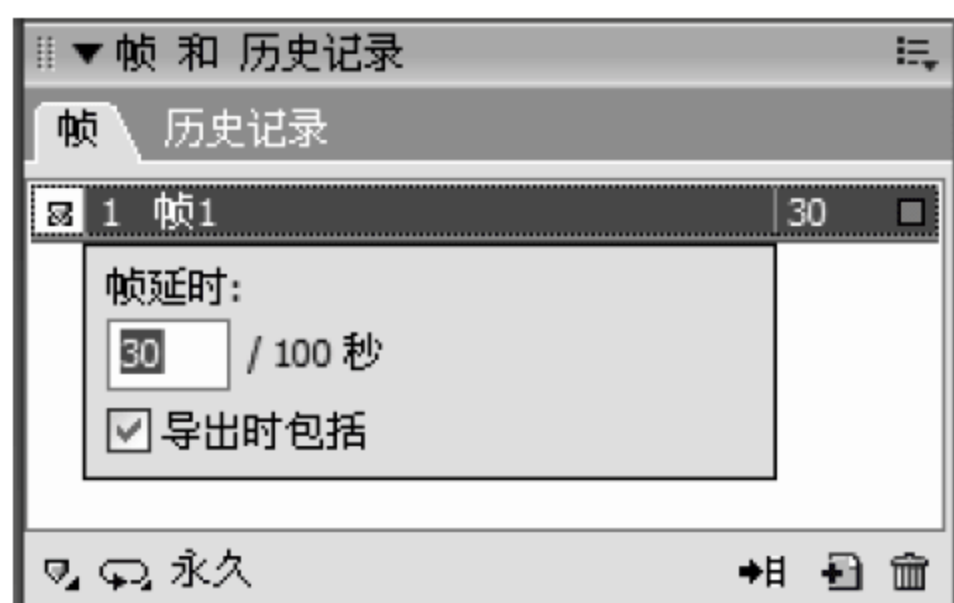 帧 和 历史记录
帧 历史记录
1 帧1 30
帧延时:
30 / 100 秒
导出时包括
永久